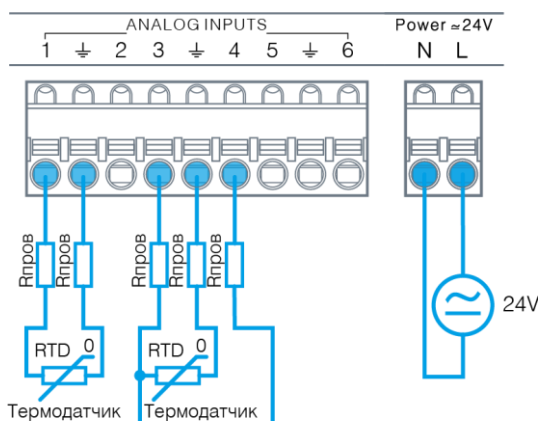 ANALOG INPUTS Power ≃24V
1 ⏚ 2 3 ⏚ 4 5 ⏚ 6 N L
Rпров Rпров Rпров Rпров Rпров
24V
RTD 0 RTD 0
Термодатчик Термодатчик